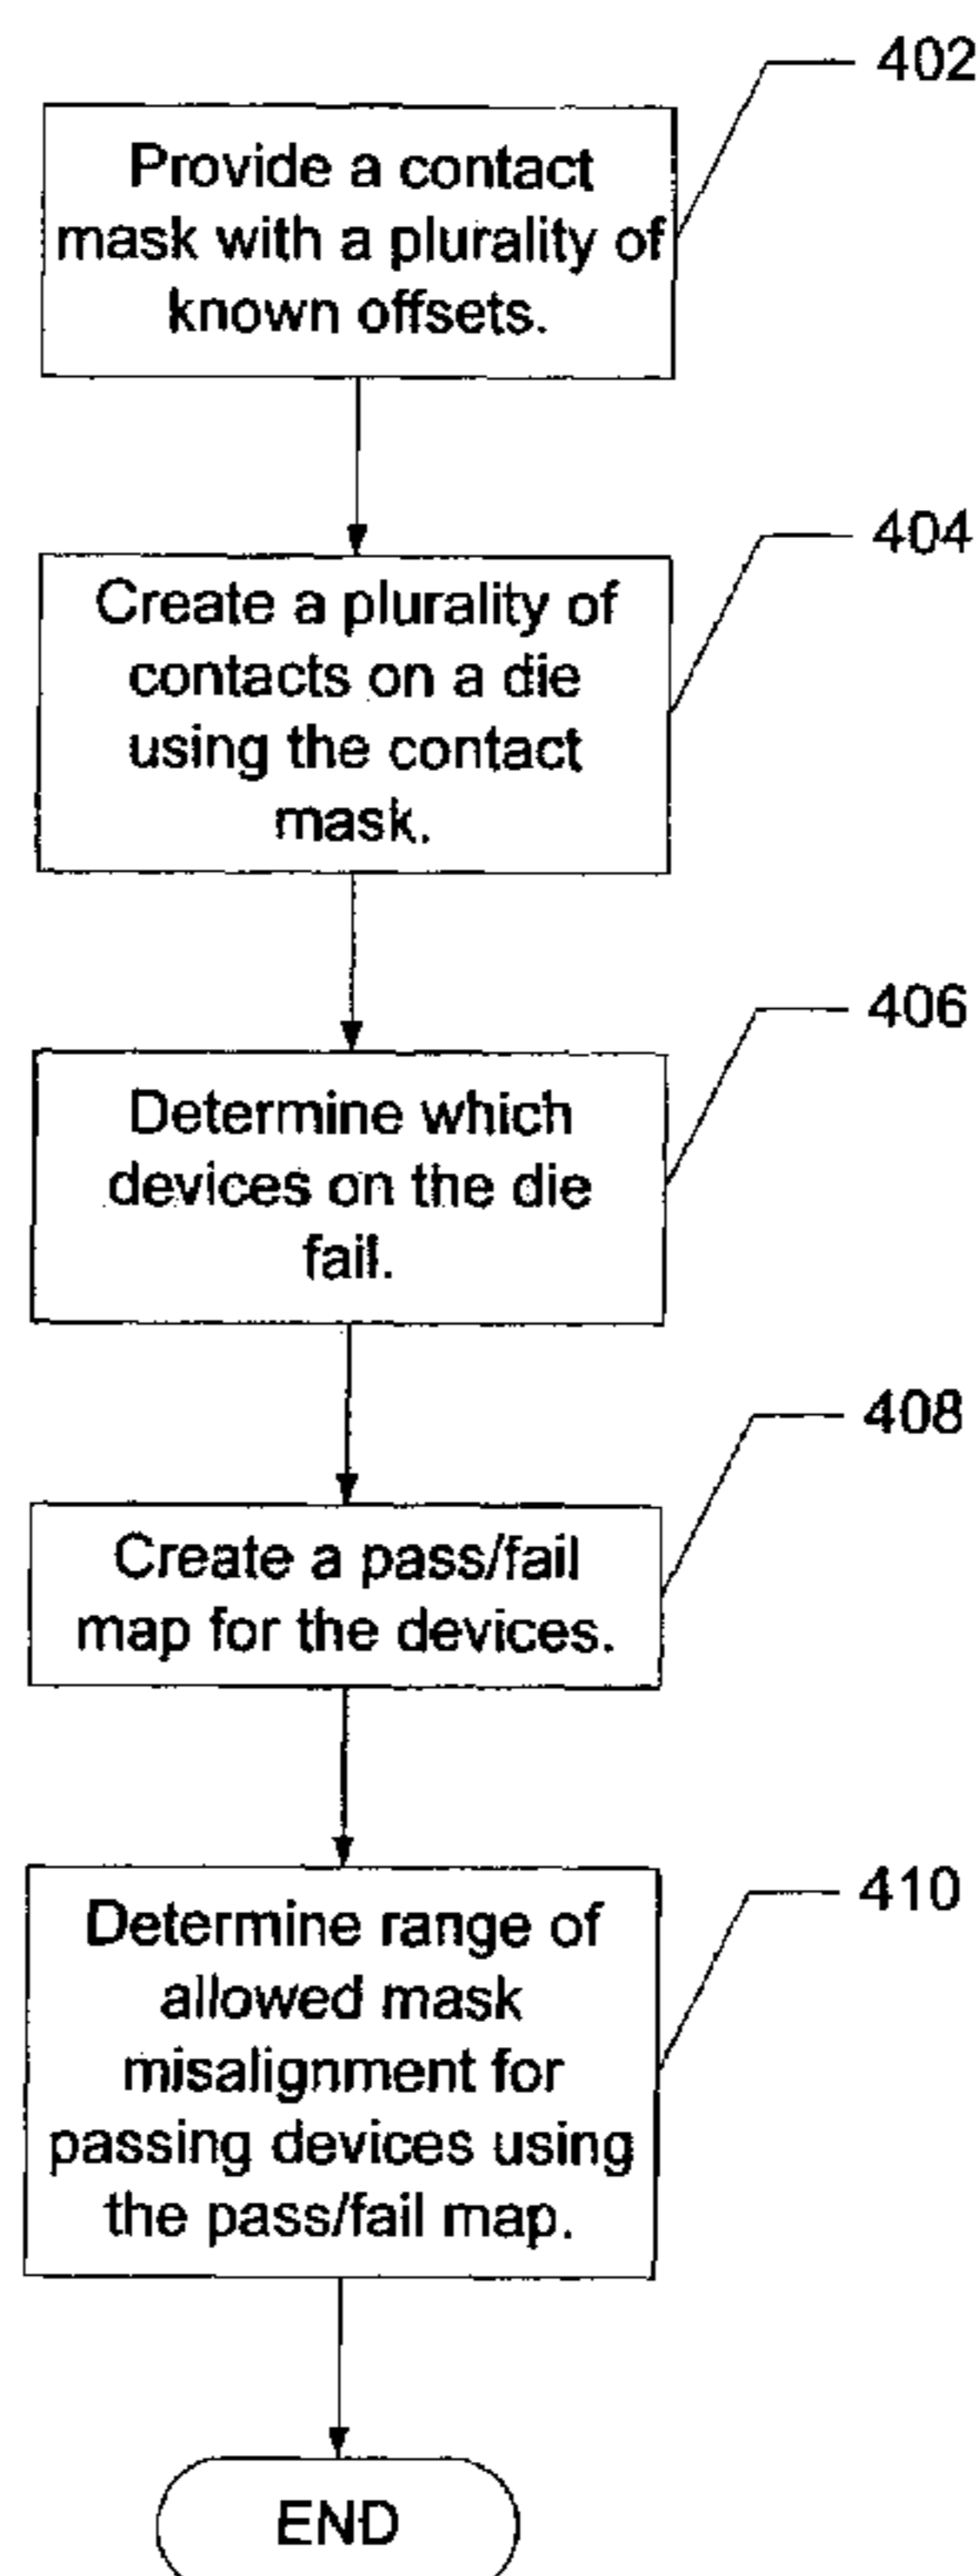 402
Provide a contact
mask with a plurality of
known offsets.
404
Create a plurality of
contacts on a die
using the contact
mask.
406
Determine which
devices on the die
fail.
408
Create a pass/fail
map for the devices.
410
Determine range of
allowed mask
misalignment for
passing devices using
the pass/fail map.
END